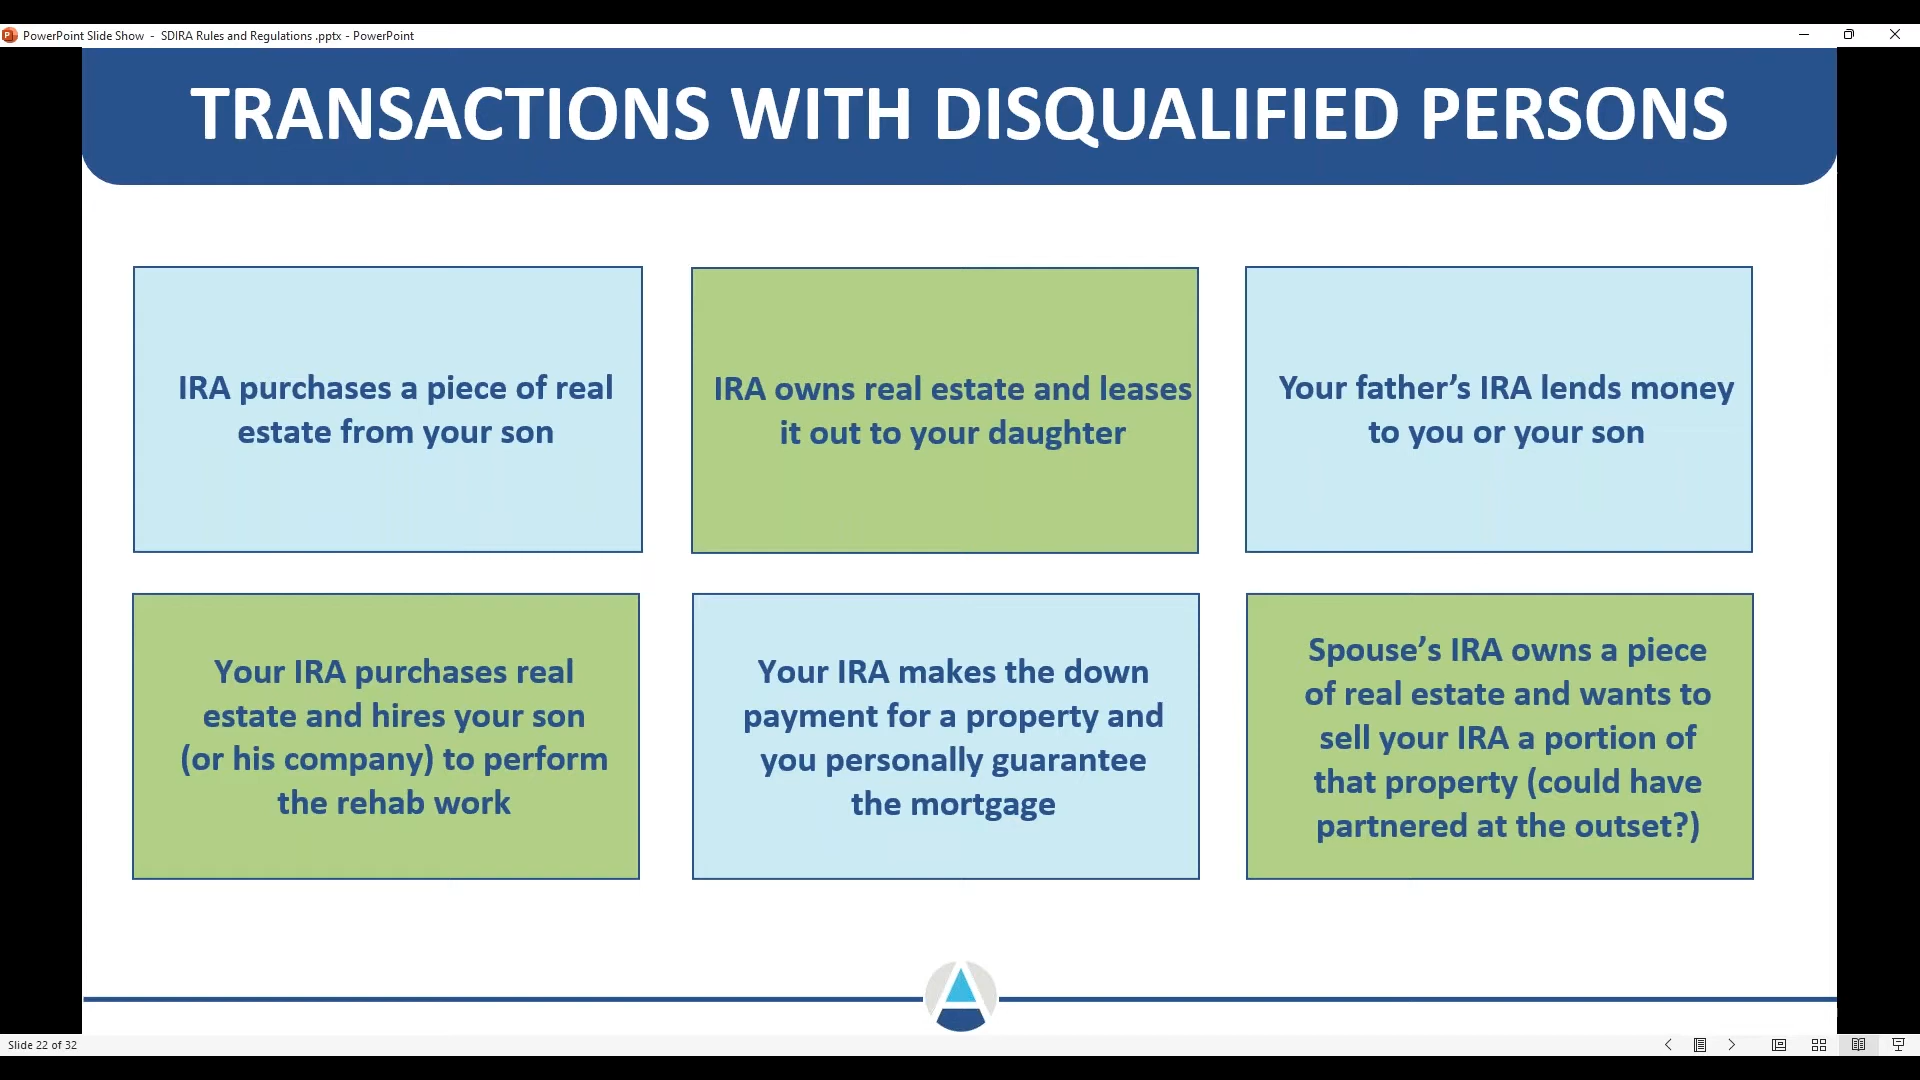 PowerPoint Slide Show - SDIRA Rules and Regulations .pptx - PowerPoint
TRANSACTIONS WITH DISQUALIFIED PERSONS
IRA purchases a piece of real
estate from your son
IRA owns real estate and leases
it out to your daughter
Your father’s IRA lends money
to you or your son
Your IRA purchases real
estate and hires your son
(or his company) to perform
the rehab work
Your IRA makes the down
payment for a property and
you personally guarantee
the mortgage
Spouse’s IRA owns a piece
of real estate and wants to
sell your IRA a portion of
that property (could have
partnered at the outset?)
Slide 22 of 32